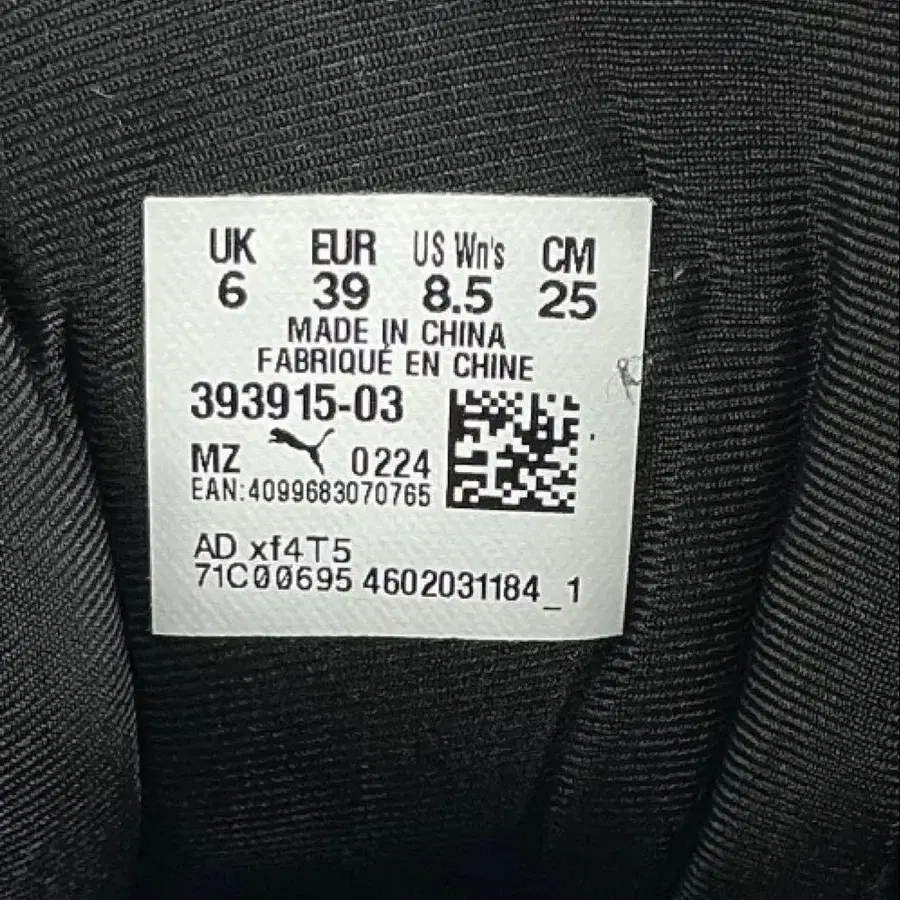 UK EUR US Wn's CM
6 39 8.5 25
MADE IN CHINA
FABRIQUÉ EN CHINE
393915-03
MZ 0224
EAN:4099683070765
AD xf4T5
71C00695 4602031184_1